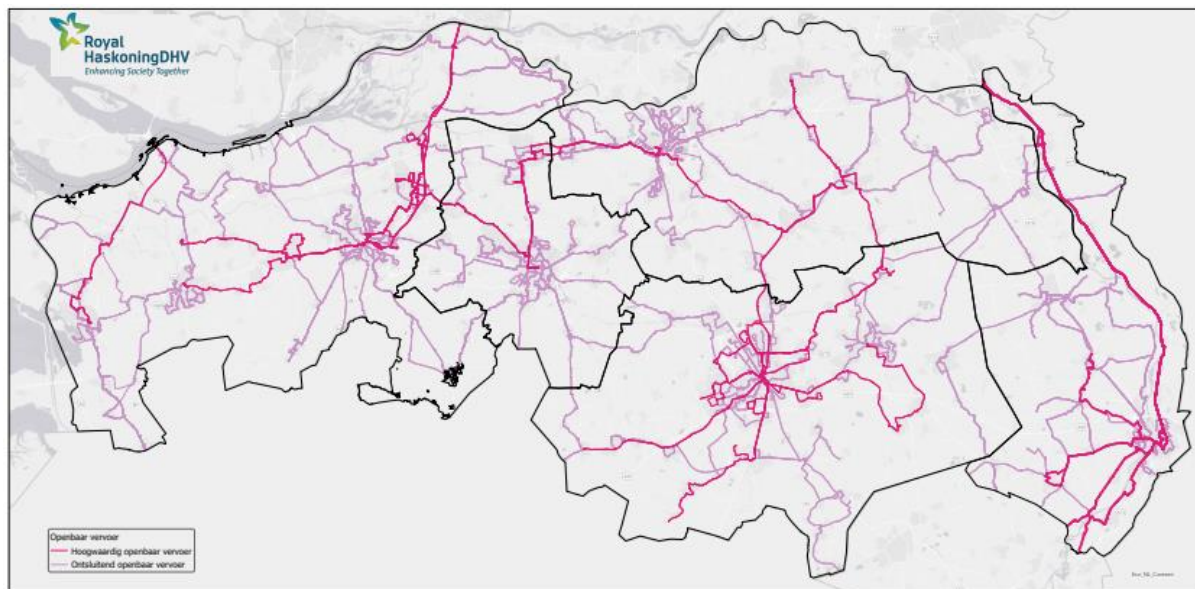 Royal
HaskoningDHV
Enhancing Society Together
Openbaar vervoer
Hoogwaardig openbaar vervoer
Ontsluitend openbaar vervoer